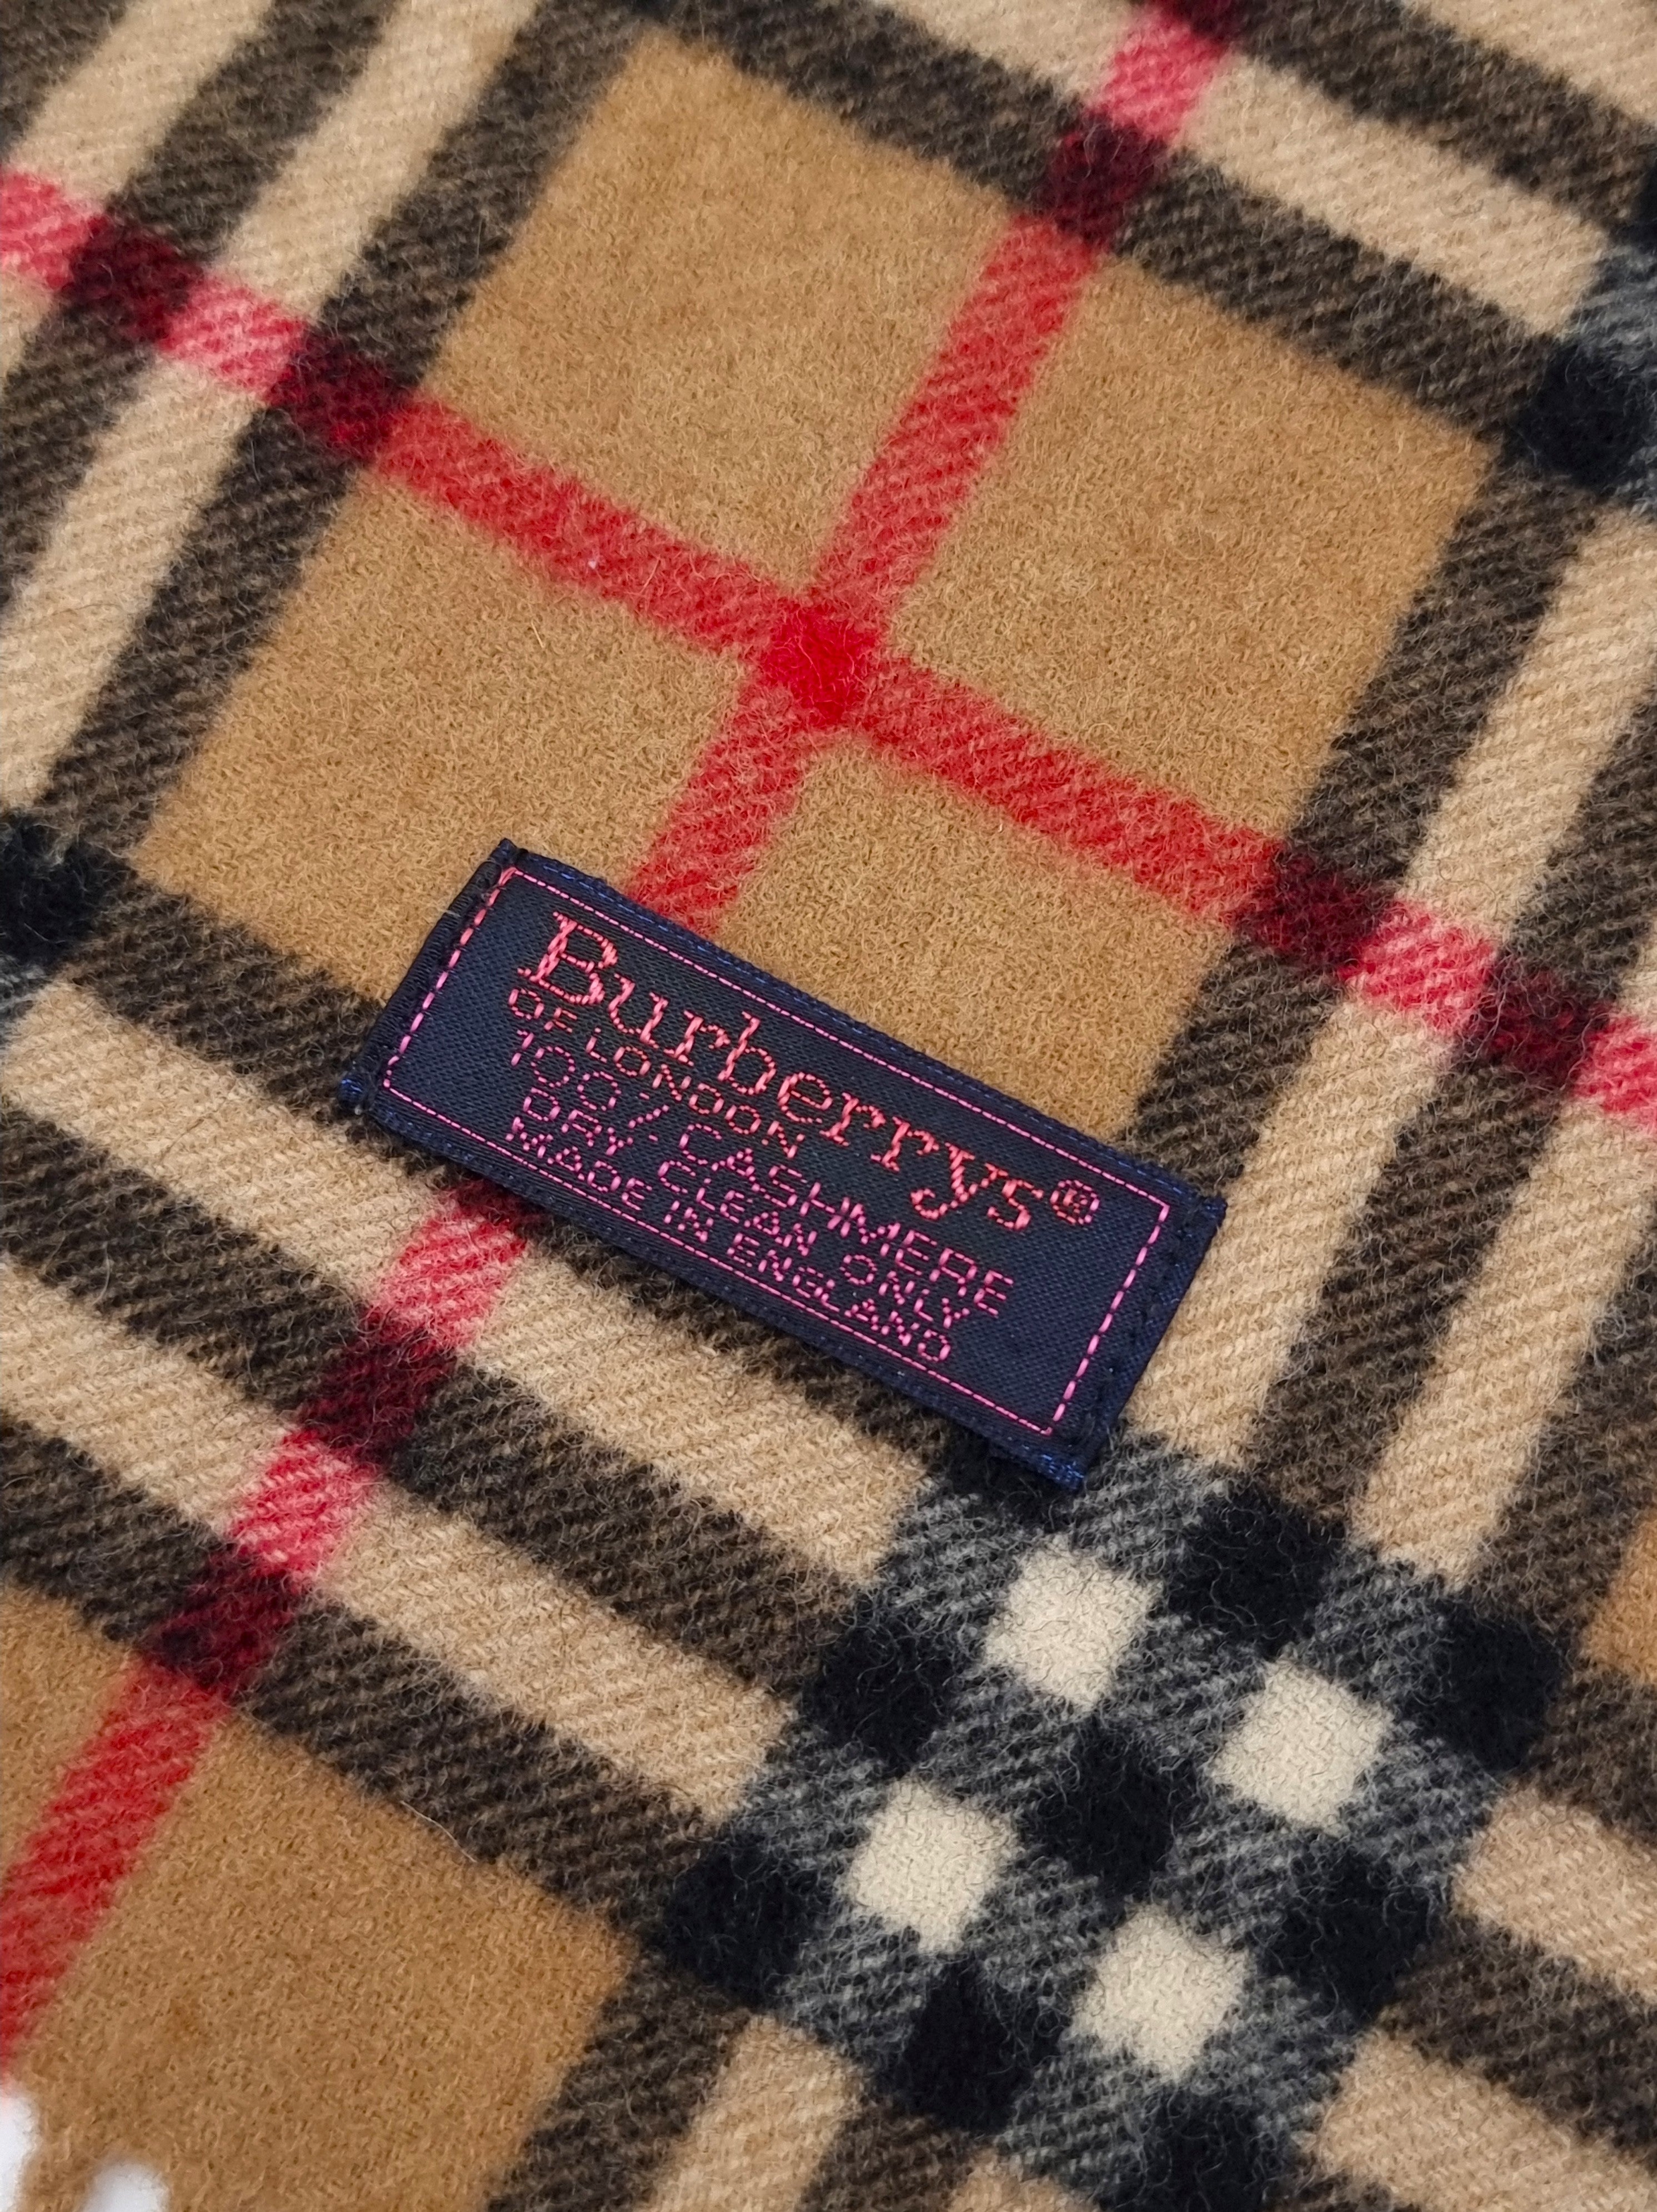 Burberrys®
OF LONDON
100% CASHMERE
DRY CLEAN ONLY
MADE IN ENGLAND